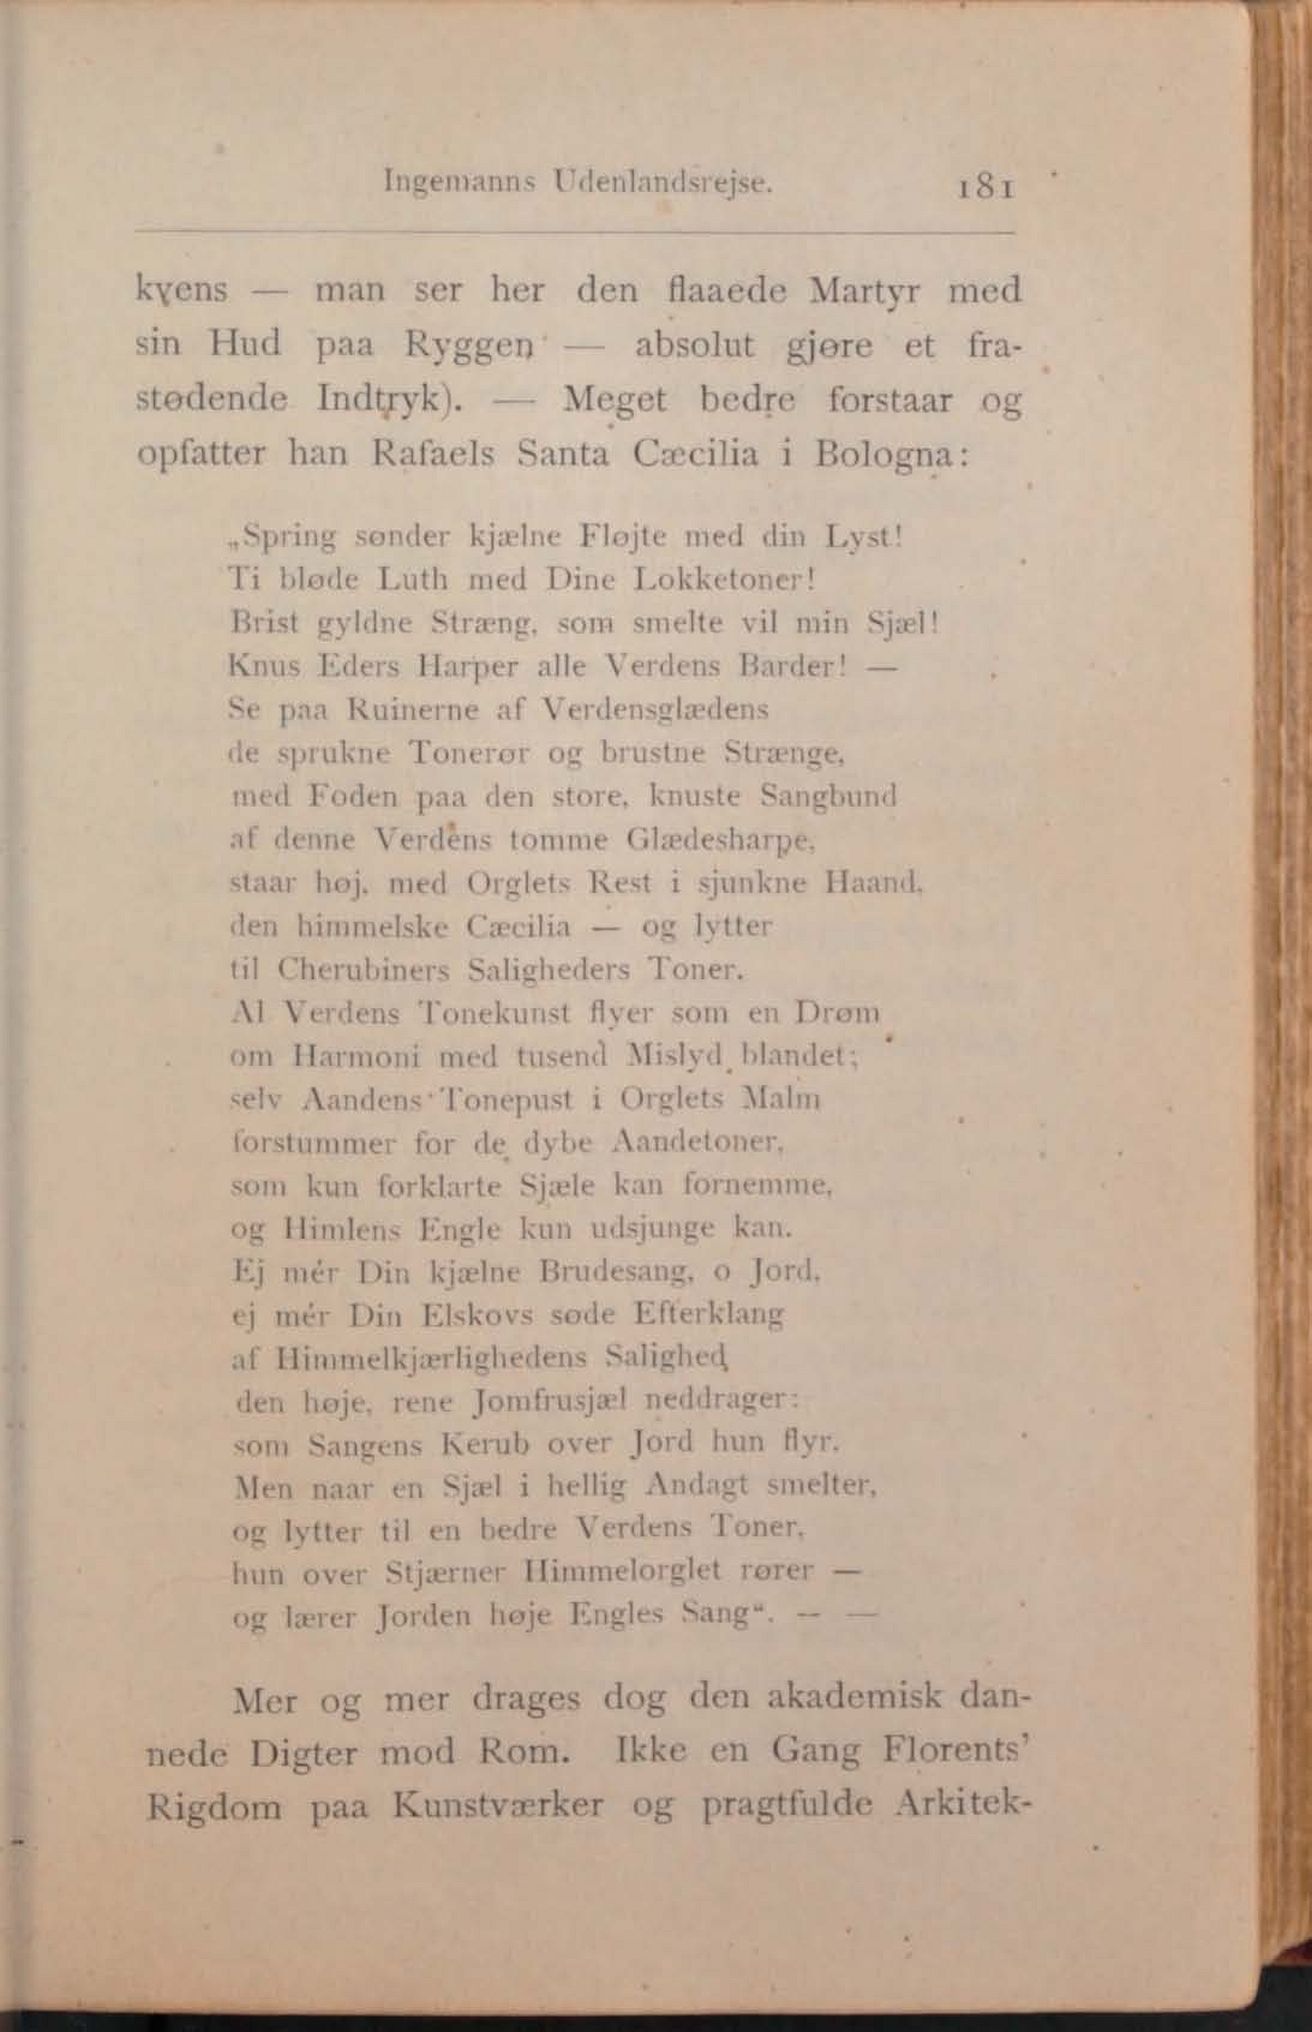 Ingemanns Udenlandsrejse. 181
kyens — man ser her den flaaede Martyr med
sin Hud paa Ryggen — absolut gjøre et fra-
stødende Indtryk). — Meget bedre forstaar og
opfatter han Rafaels Santa Cæcilia i Bologna:
„Spring sønder kjælne Fløjte med din Lyst!
Ti bløde Luth med Dine Lokketoner!
Brist gyldne Stræng, som smelte vil min Sjæl!
Knus Eders Harper alle Verdens Barder! —
Se paa Ruinerne af Verdensglædens
de sprukne Tonerør og brustne Strænge,
med Foden paa den store, knuste Sangbund
af denne Verdens tomme Glædesharpe,
staar høj, med Orglets Rest i sjunkne Haand,
den himmelske Cæcilia — og lytter
til Cherubiners Saligheders Toner.
Al Verdens Tonekunst flyer som en Drøm
om Harmoni med tusend Mislyd blandet;
selv Aandens Tonepust i Orglets Malm
forstummer for de dybe Aandetoner,
som kun forklarte Sjæle kan fornemme,
og Himlens Engle kun udsjunge kan.
Ej mér Din kjælne Brudesang, o Jord,
ej mér Din Elskovs søde Efterklang
af Himmelkjærlighedens Salighed
den høje, rene Jomfrusjæl neddrager:
som Sangens Kerub over Jord hun flyr.
Men naar en Sjæl i hellig Andagt smelter,
og lytter til en bedre Verdens Toner,
hun over Stjærner Himmelorglet rører —
og lærer Jorden høje Engles Sang“. — —
Mer og mer drages dog den akademisk dan-
nede Digter mod Rom. Ikke en Gang Florents’
Rigdom paa Kunstværker og pragtfulde Arkitek-